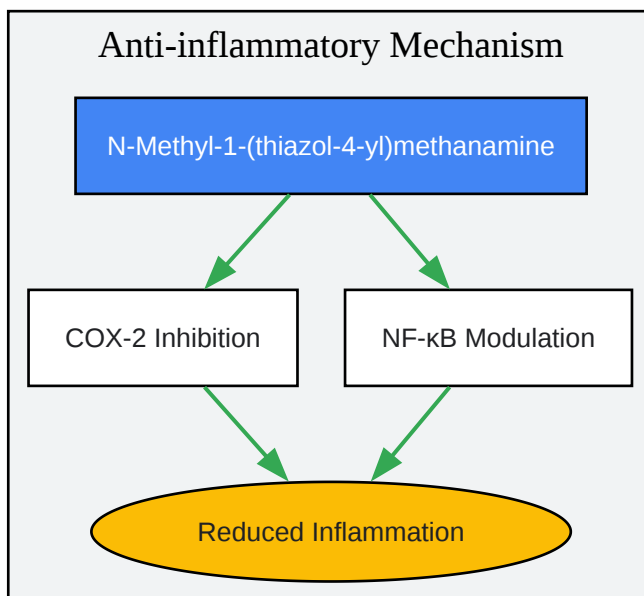 Anti-inflammatory Mechanism
N-Methyl-1-(thiazol-4-yl)methanamine
COX-2 Inhibition
NF-κB Modulation
Reduced Inflammation